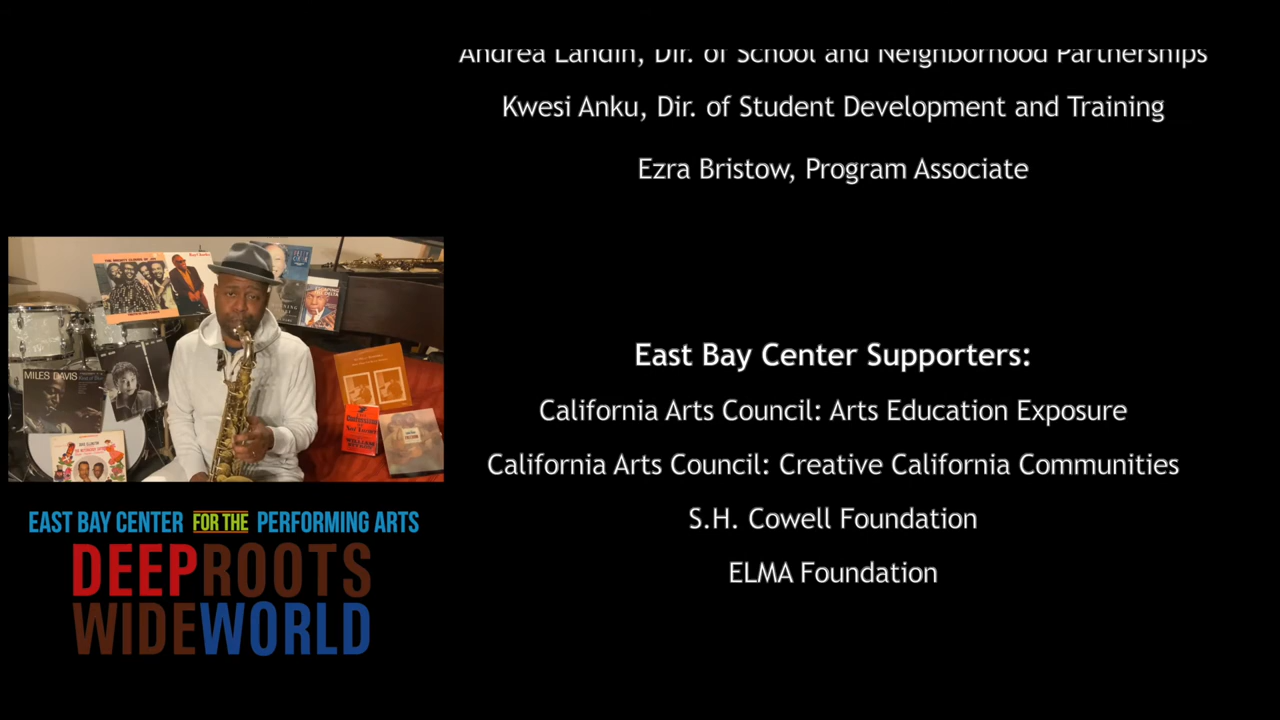 Andrea Landin, Dir. of School and Neighborhood Partnerships
Kwesi Anku, Dir. of Student Development and Training
Ezra Bristow, Program Associate
MILES DAVIS
East Bay Center Supporters:
California Arts Council: Arts Education Exposure
California Arts Council: Creative California Communities
S.H. Cowell Foundation
ELMA Foundation
EAST BAY CENTER FOR THE PERFORMING ARTS
DEEPROOTS
WIDEWORLD